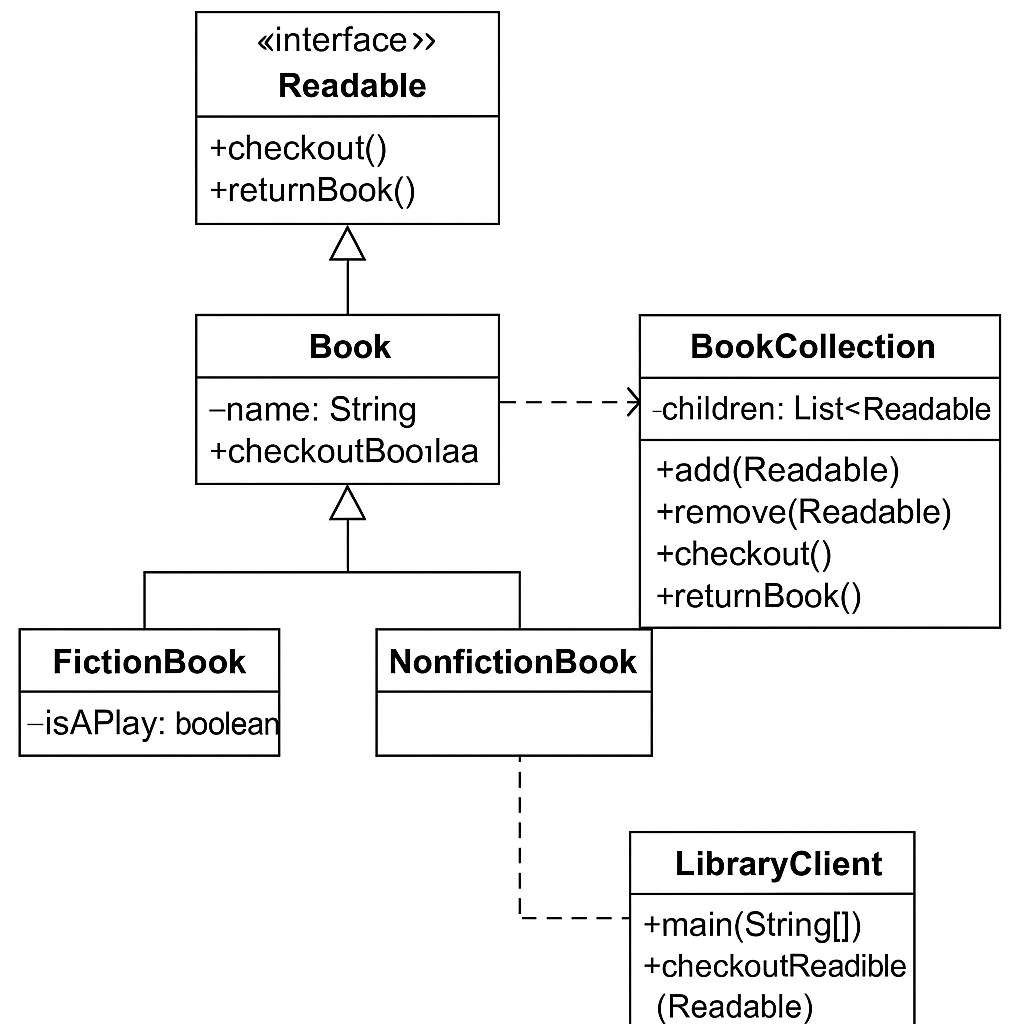 «interface››
Readable
+checkout()
+returnBook()
Book
–name: String
BookCollection
-children: List<Readable
+add(Readable)
+remove(Readable)
+checkout()
+returnBook()
FictionBook
–isAPlay: boolean
NonfictionBook
LibraryClient
+main(String[])
+checkoutReadible
(Readable)